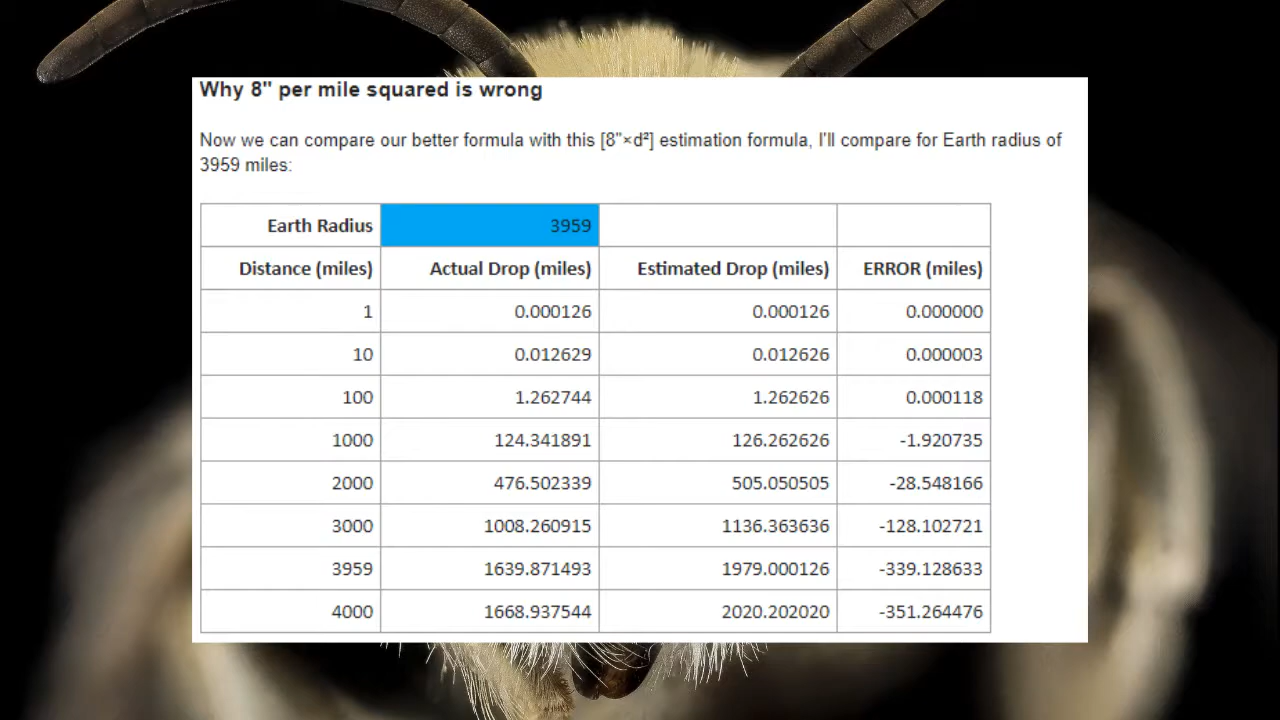 Why 8" per mile squared is wrong
Now we can compare our better formula with this [8"×d²] estimation formula, I'll compare for Earth radius of
3959 miles:
Earth Radius 3959
Distance (miles) Actual Drop (miles) Estimated Drop (miles) ERROR (miles)
1 0.000126 0.000126 0.000000
10 0.012629 0.012626 0.000003
100 1.262744 1.262626 0.000118
1000 124.341891 126.262626 -1.920735
2000 476.502339 505.050505 -28.548166
3000 1008.260915 1136.363636 -128.102721
3959 1639.871493 1979.000126 -339.128633
4000 1668.937544 2020.202020 -351.264476